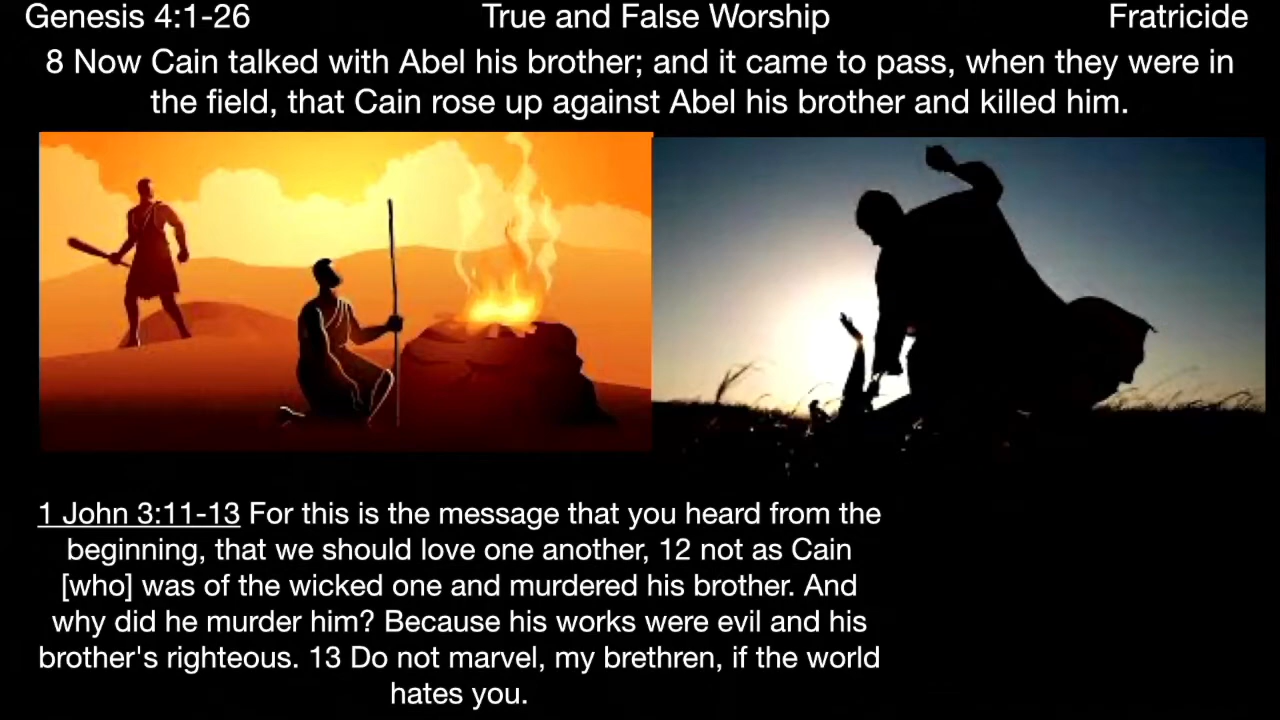 Genesis 4:1-26 True and False Worship Fratricide
8 Now Cain talked with Abel his brother; and it came to pass, when they were in
the field, that Cain rose up against Abel his brother and killed him.
1 John 3:11-13 For this is the message that you heard from the
beginning, that we should love one another, 12 not as Cain
[who] was of the wicked one and murdered his brother. And
why did he murder him? Because his works were evil and his
brother's righteous. 13 Do not marvel, my brethren, if the world
hates you.